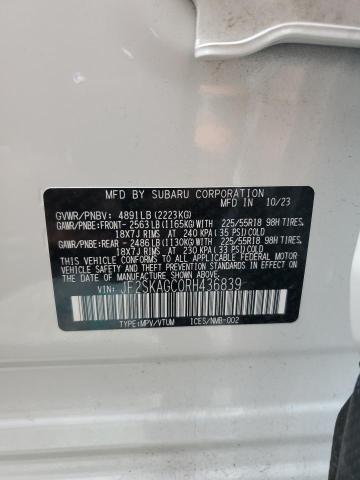 MFD BY SUBARU CORPORATION
MFD IN 10/23
GVWR/PNBV: 4891LB(2223KG)
GAWR/PNBE:FRONT- 2563LB(1165KG)WITH 225/55R18 98H TIRES,
18X7J RIMS AT 240 KPA(35 PSI)COLD
GAWR/PNBE:REAR - 2486LB(1130KG)WITH 225/55R18 98H TIRES,
18X7J RIMS AT 230 KPA(33 PSI)COLD
THIS VEHICLE CONFORMS TO ALL
APPLICABLE FEDERAL MOTOR VEHICLE
SAFETY STANDARDS IN EFFECT ON THE
DATE OF MANUFACTURE SHOWN ABOVE.
VIN: JF2SKAGC0RH436839
TYPE:MPV/VTUM ICES/NMB-002